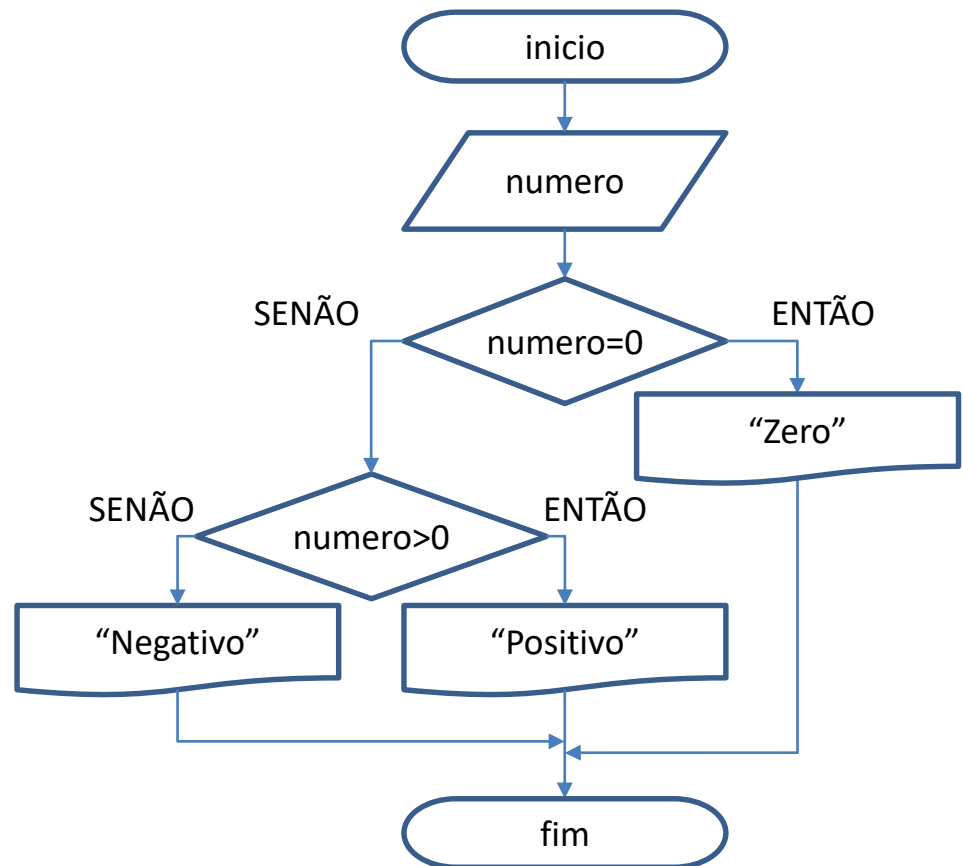 inicio
numero
SENÃO
ENTÃO
numero=0
“Zero”
SENÃO
ENTÃO
numero>0
“Negativo”
“Positivo”
fim